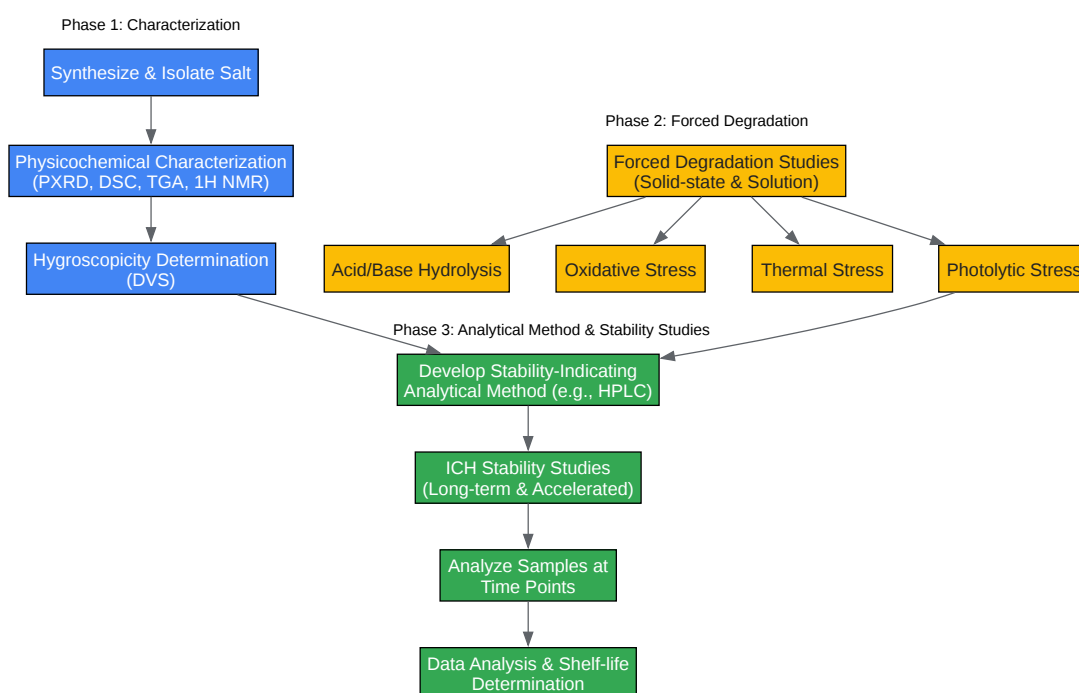 Phase 1: Characterization
Synthesize & Isolate Salt
Physicochemical Characterization
(PXRD, DSC, TGA, 1H NMR)
Hygroscopicity Determination
(DVS)
Phase 2: Forced Degradation
Forced Degradation Studies
(Solid-state & Solution)
Acid/Base Hydrolysis
Oxidative Stress
Thermal Stress
Photolytic Stress
Phase 3: Analytical Method & Stability Studies
Develop Stability-Indicating
Analytical Method (e.g., HPLC)
ICH Stability Studies
(Long-term & Accelerated)
Analyze Samples at
Time Points
Data Analysis & Shelf-life
Determination